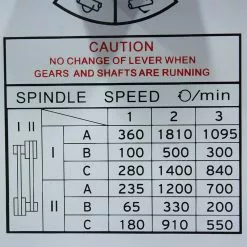 CAUTION
NO CHANGE OF LEVER WHEN
GEARS AND SHAFTS ARE RUNNING
SPINDLE SPEED /min
I II 1 2 3
I A 360 1810 1095
B 100 500 300
C 280 1400 840
II A 235 1200 700
B 65 330 200
C 180 910 550